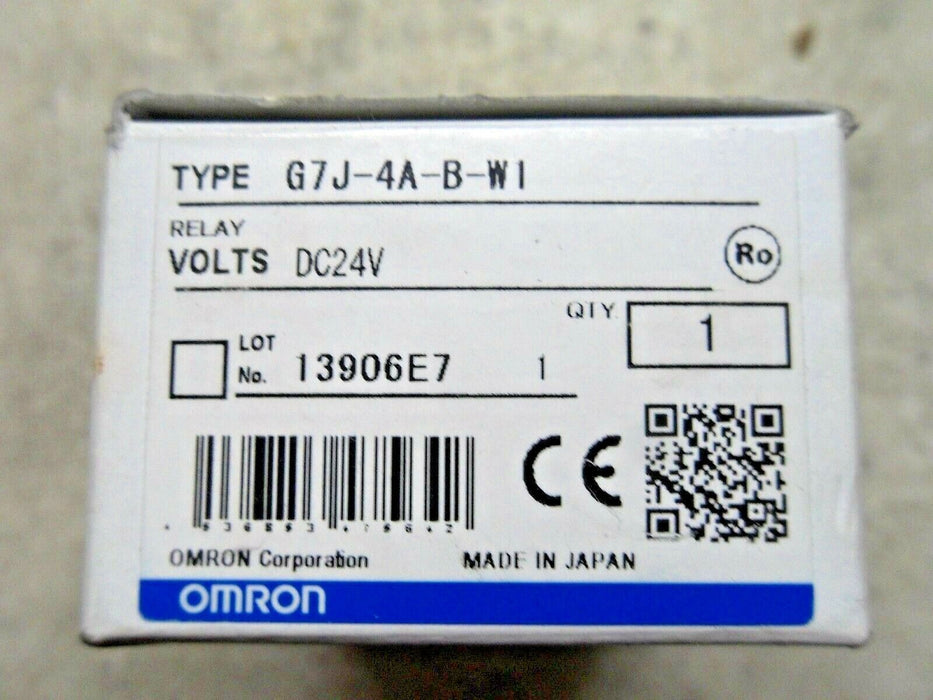 TYPE G7J-4A-B-W1
RELAY
VOLTS DC24V
Ro
QTY.
1
LOT
No. 13906E7 1
CE
OMRON Corporation MADE IN JAPAN
OMRON